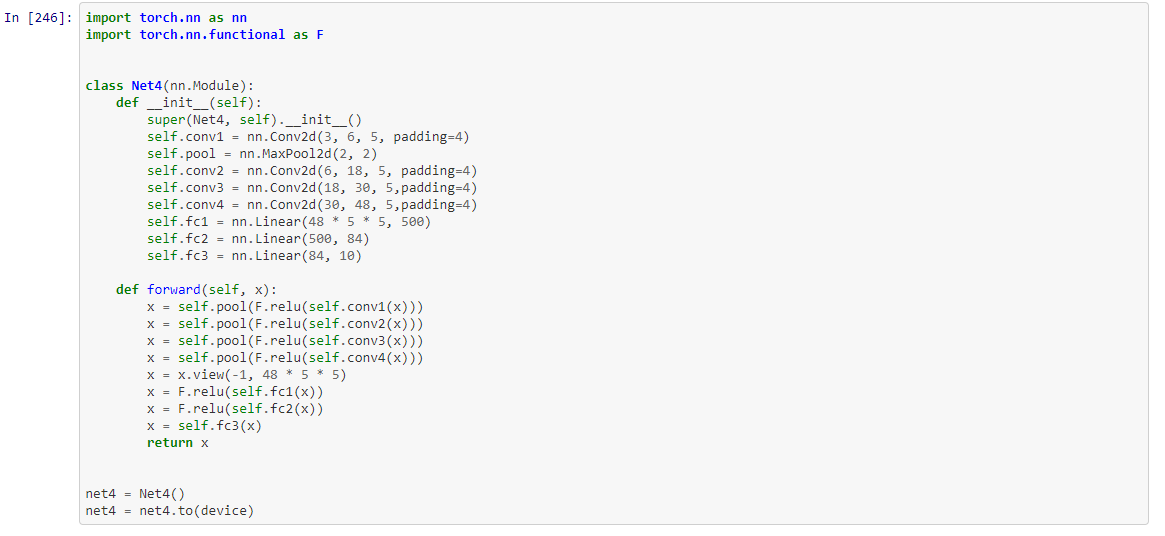 In [246]: import torch.nn as nn
import torch.nn.functional as F
class Net4(nn.Module):
    def __init__(self):
        super(Net4, self).__init__()
        self.conv1 = nn.Conv2d(3, 6, 5, padding=4)
        self.pool = nn.MaxPool2d(2, 2)
        self.conv2 = nn.Conv2d(6, 18, 5, padding=4)
        self.conv3 = nn.Conv2d(18, 30, 5,padding=4)
        self.conv4 = nn.Conv2d(30, 48, 5,padding=4)
        self.fc1 = nn.Linear(48 * 5 * 5, 500)
        self.fc2 = nn.Linear(500, 84)
        self.fc3 = nn.Linear(84, 10)
    def forward(self, x):
        x = self.pool(F.relu(self.conv1(x)))
        x = self.pool(F.relu(self.conv2(x)))
        x = self.pool(F.relu(self.conv3(x)))
        x = self.pool(F.relu(self.conv4(x)))
        x = x.view(-1, 48 * 5 * 5)
        x = F.relu(self.fc1(x))
        x = F.relu(self.fc2(x))
        x = self.fc3(x)
        return x
net4 = Net4()
net4 = net4.to(device)